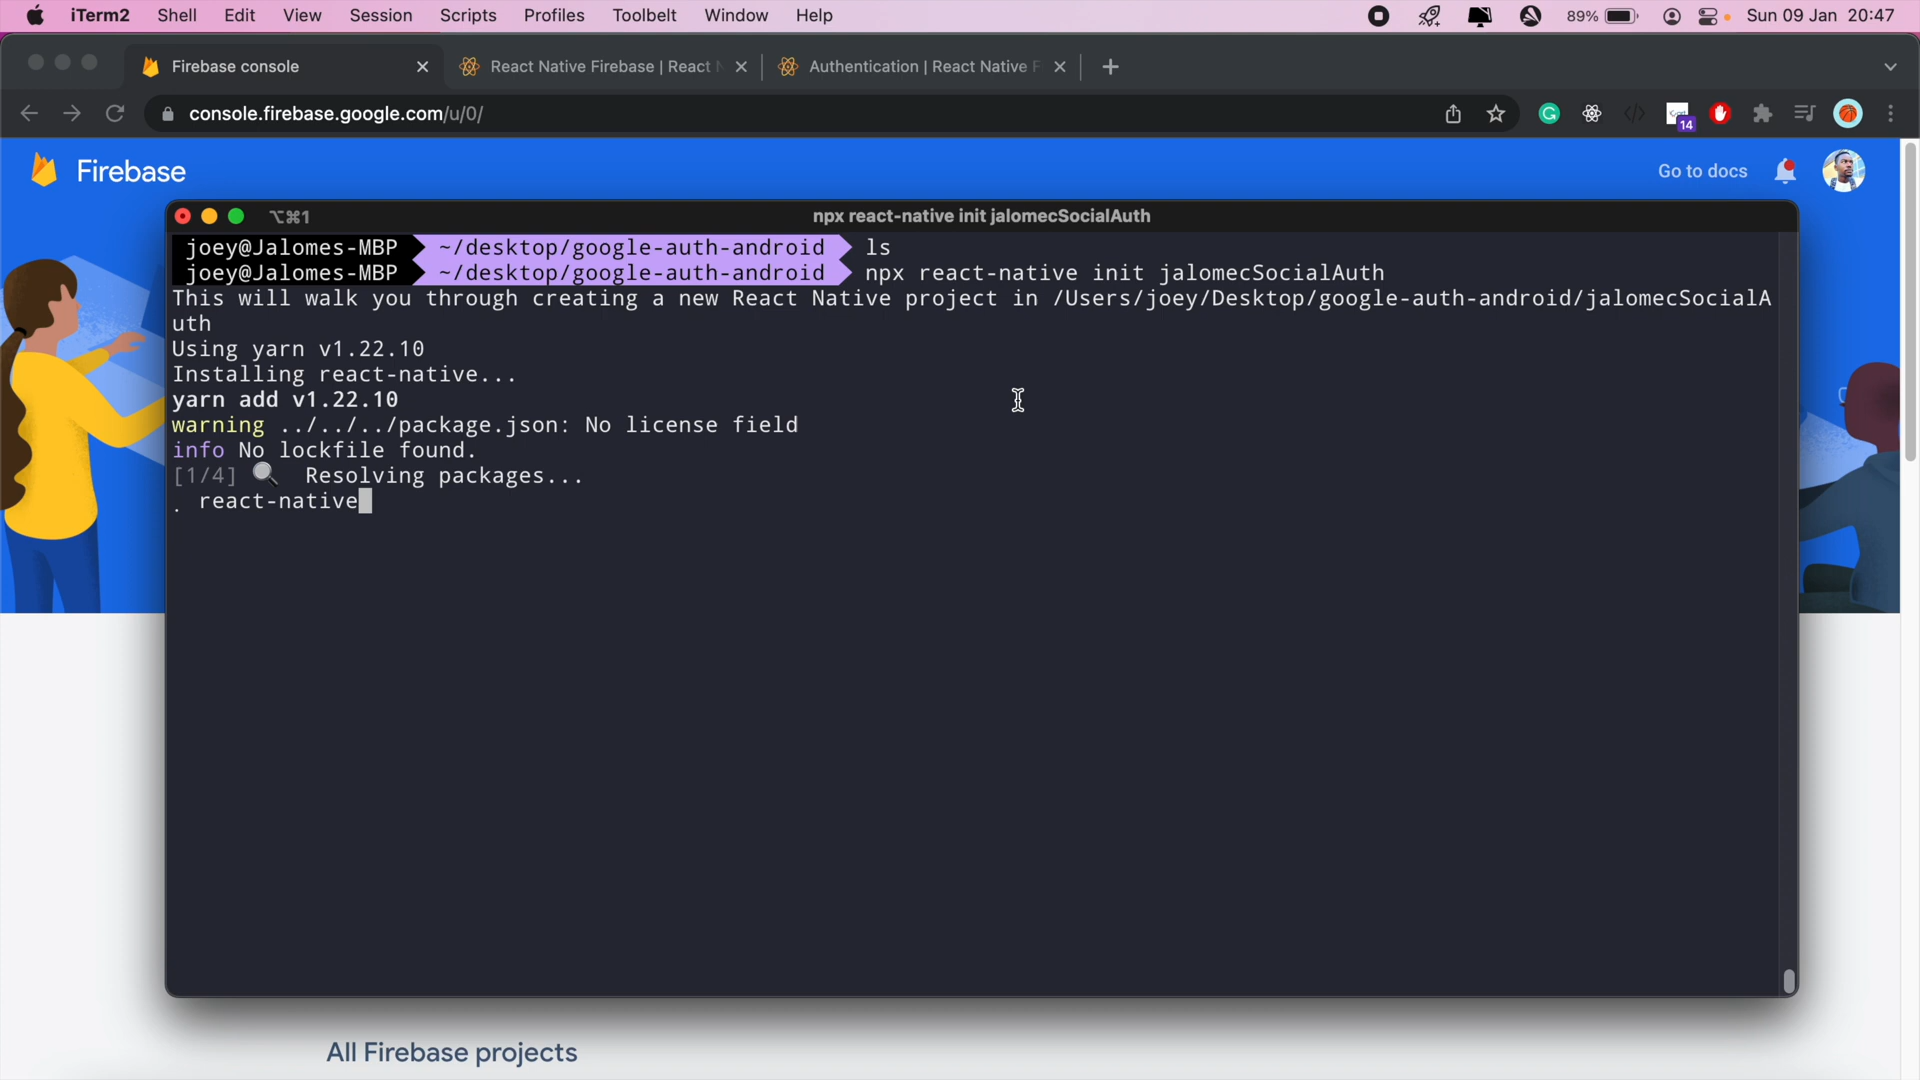 iTerm2 Shell Edit View Session Scripts Profiles Toolbelt Window Help 89% Sun 09 Jan 20:47
Firebase console React Native Firebase | React N Authentication | React Native F
console.firebase.google.com/u/0/ 14
Firebase Go to docs
⌥⌘1 npx react-native init jalomecSocialAuth
joey@Jalomes-MBP ~/desktop/google-auth-android ls
joey@Jalomes-MBP ~/desktop/google-auth-android npx react-native init jalomecSocialAuth
This will walk you through creating a new React Native project in /Users/joey/Desktop/google-auth-android/jalomecSocialA
uth
Using yarn v1.22.10
Installing react-native...
yarn add v1.22.10
warning ../../../package.json: No license field
info No lockfile found.
[1/4] 🔍 Resolving packages...
. react-native
All Firebase projects